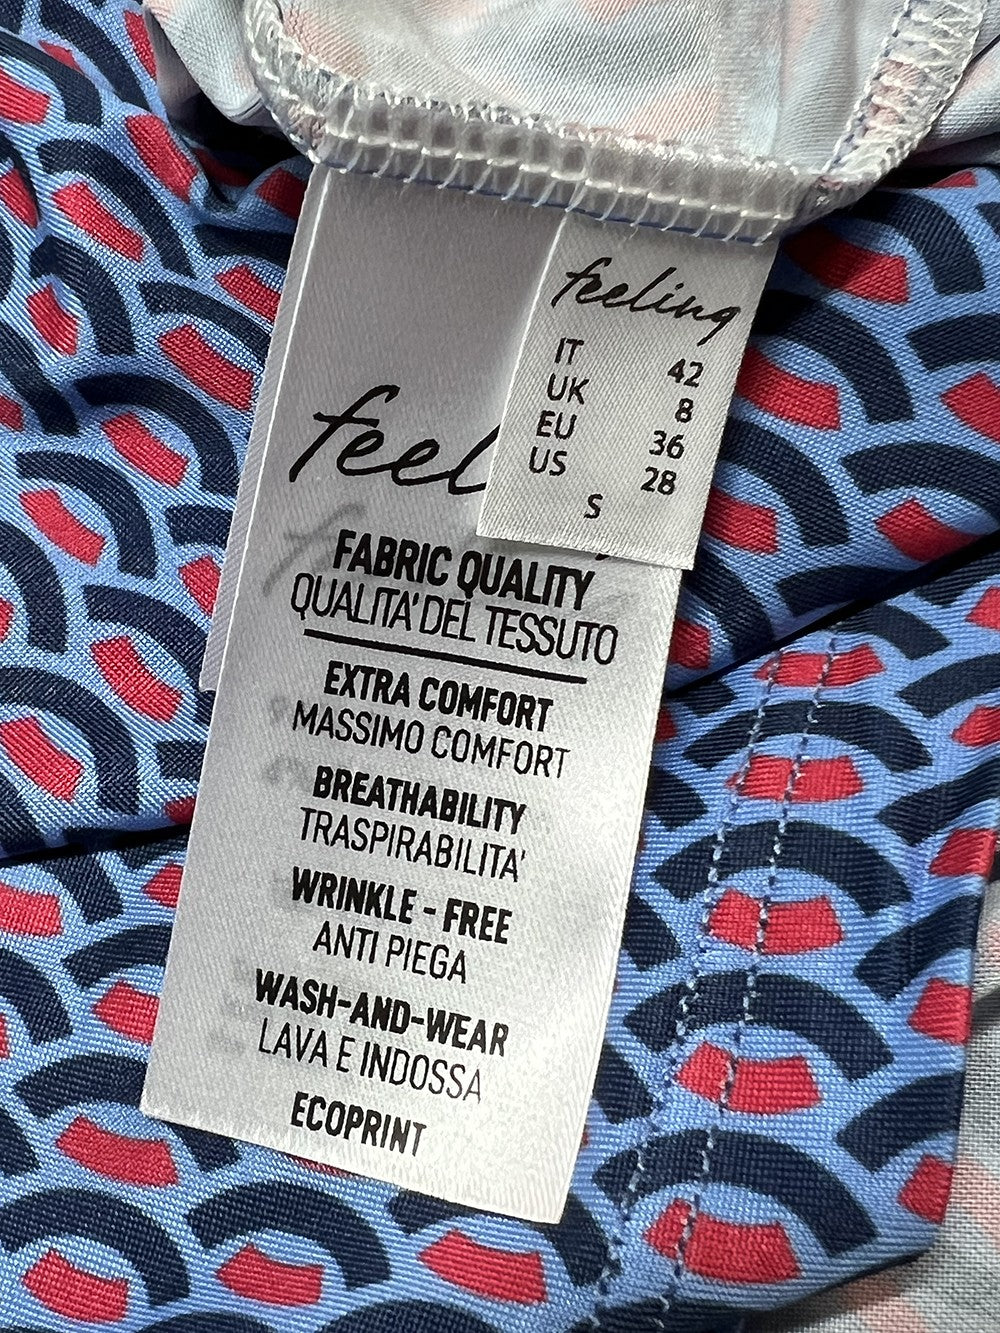 feeling
IT 42
UK 8
EU 36
US 28
S
feel
FABRIC QUALITY
QUALITA' DEL TESSUTO
EXTRA COMFORT
MASSIMO COMFORT
BREATHABILITY
TRASPIRABILITA'
WRINKLE - FREE
ANTI PIEGA
WASH-AND-WEAR
LAVA E INDOSSA
ECOPRINT